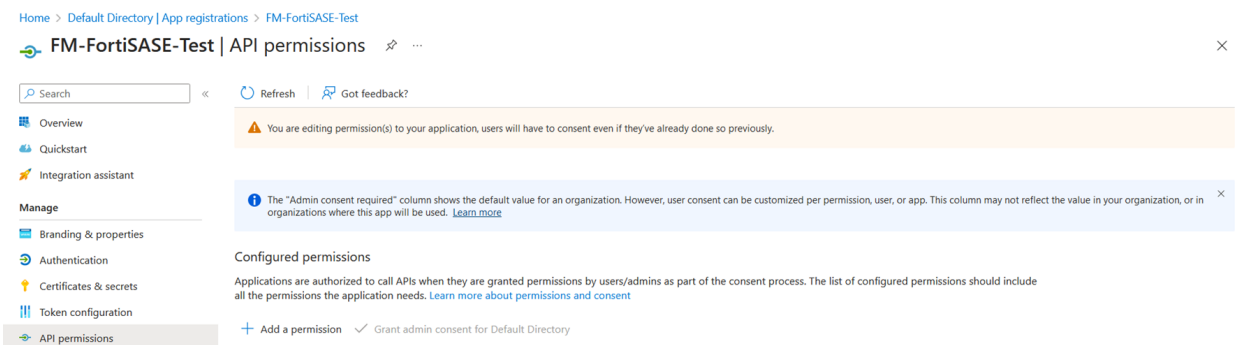 Home > Default Directory | App registrations > FM-FortiSASE-Test
FM-FortiSASE-Test | API permissions ...
Search
Overview
Quickstart
Integration assistant
Manage
Branding & properties
Authentication
Certificates & secrets
Token configuration
API permissions
Refresh
Got feedback?
You are editing permission(s) to your application, users will have to consent even if they've already done so previously.
The "Admin consent required" column shows the default value for an organization. However, user consent can be customized per permission, user, or app. This column may not reflect the value in your organization, or in
organizations where this app will be used. Learn more
Configured permissions
Applications are authorized to call APIs when they are granted permissions by users/admins as part of the consent process. The list of configured permissions should include
all the permissions the application needs. Learn more about permissions and consent
Add a permission
Grant admin consent for Default Directory